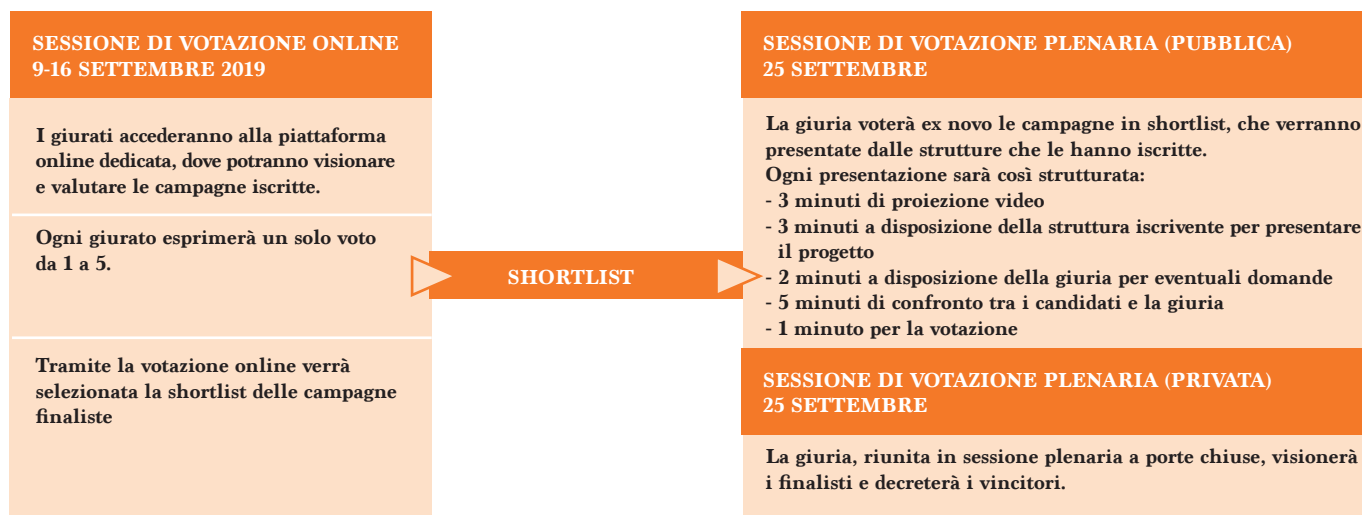 SESSIONE DI VOTAZIONE ONLINE
9-16 SETTEMBRE 2019
I giurati accederanno alla piattaforma
online dedicata, dove potranno visionare
e valutare le campagne iscritte.
Ogni giurato esprimerà un solo voto
da 1 a 5.
Tramite la votazione online verrà
selezionata la shortlist delle campagne
finaliste
SHORTLIST
SESSIONE DI VOTAZIONE PLENARIA (PUBBLICA)
25 SETTEMBRE
La giuria voterà ex novo le campagne in shortlist, che verranno
presentate dalle strutture che le hanno iscritte.
Ogni presentazione sarà così strutturata:
- 3 minuti di proiezione video
- 3 minuti a disposizione della struttura iscrivente per presentare
il progetto
- 2 minuti a disposizione della giuria per eventuali domande
- 5 minuti di confronto tra i candidati e la giuria
- 1 minuto per la votazione
SESSIONE DI VOTAZIONE PLENARIA (PRIVATA)
25 SETTEMBRE
La giuria, riunita in sessione plenaria a porte chiuse, visionerà
i finalisti e decreterà i vincitori.